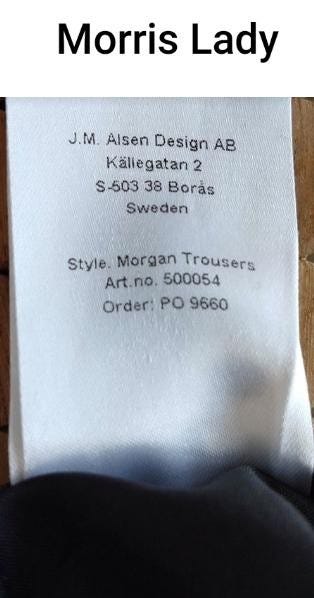 Morris Lady
J.M. Alsen Design AB
Källegatan 2
S-503 38 Borås
Sweden
Style. Morgan Trousers
Art.no. 500054
Order: PO 9660